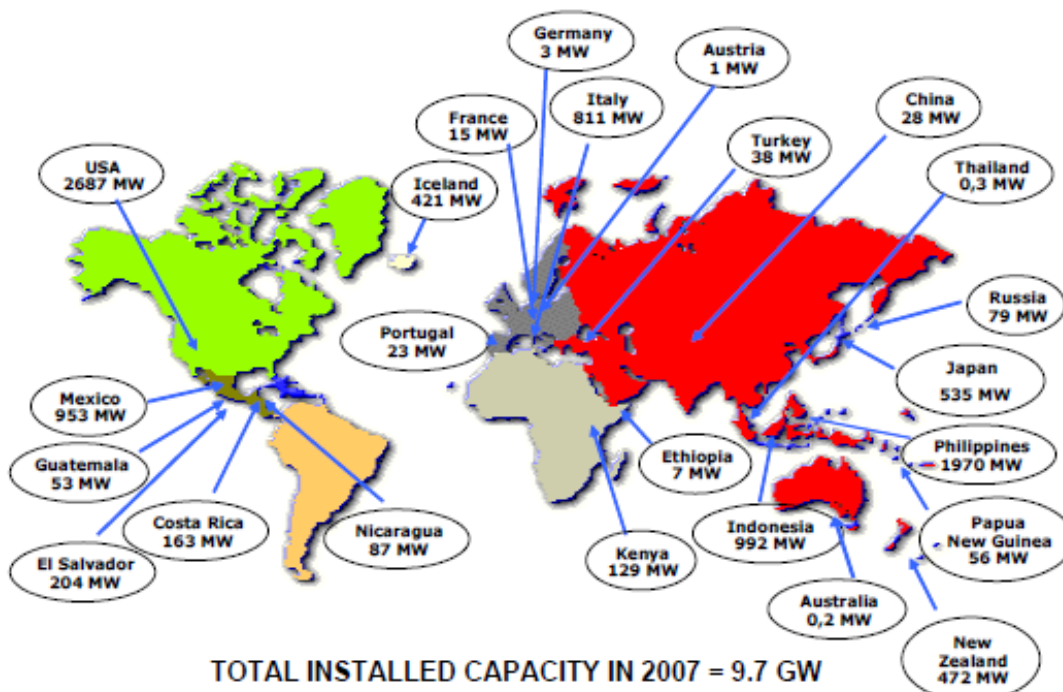 Germany
3 MW
Austria
1 MW
Italy
811 MW
China
28 MW
France
15 MW
Turkey
38 MW
Thailand
0,3 MW
USA
2687 MW
Iceland
421 MW
Russia
79 MW
Portugal
23 MW
Japan
535 MW
Mexico
953 MW
Philippines
1970 MW
Guatemala
53 MW
Ethiopia
7 MW
Costa Rica
163 MW
Nicaragua
87 MW
Indonesia
992 MW
Papua
New Guinea
56 MW
El Salvador
204 MW
Kenya
129 MW
Australia
0,2 MW
New
Zealand
472 MW
TOTAL INSTALLED CAPACITY IN 2007 = 9.7 GW